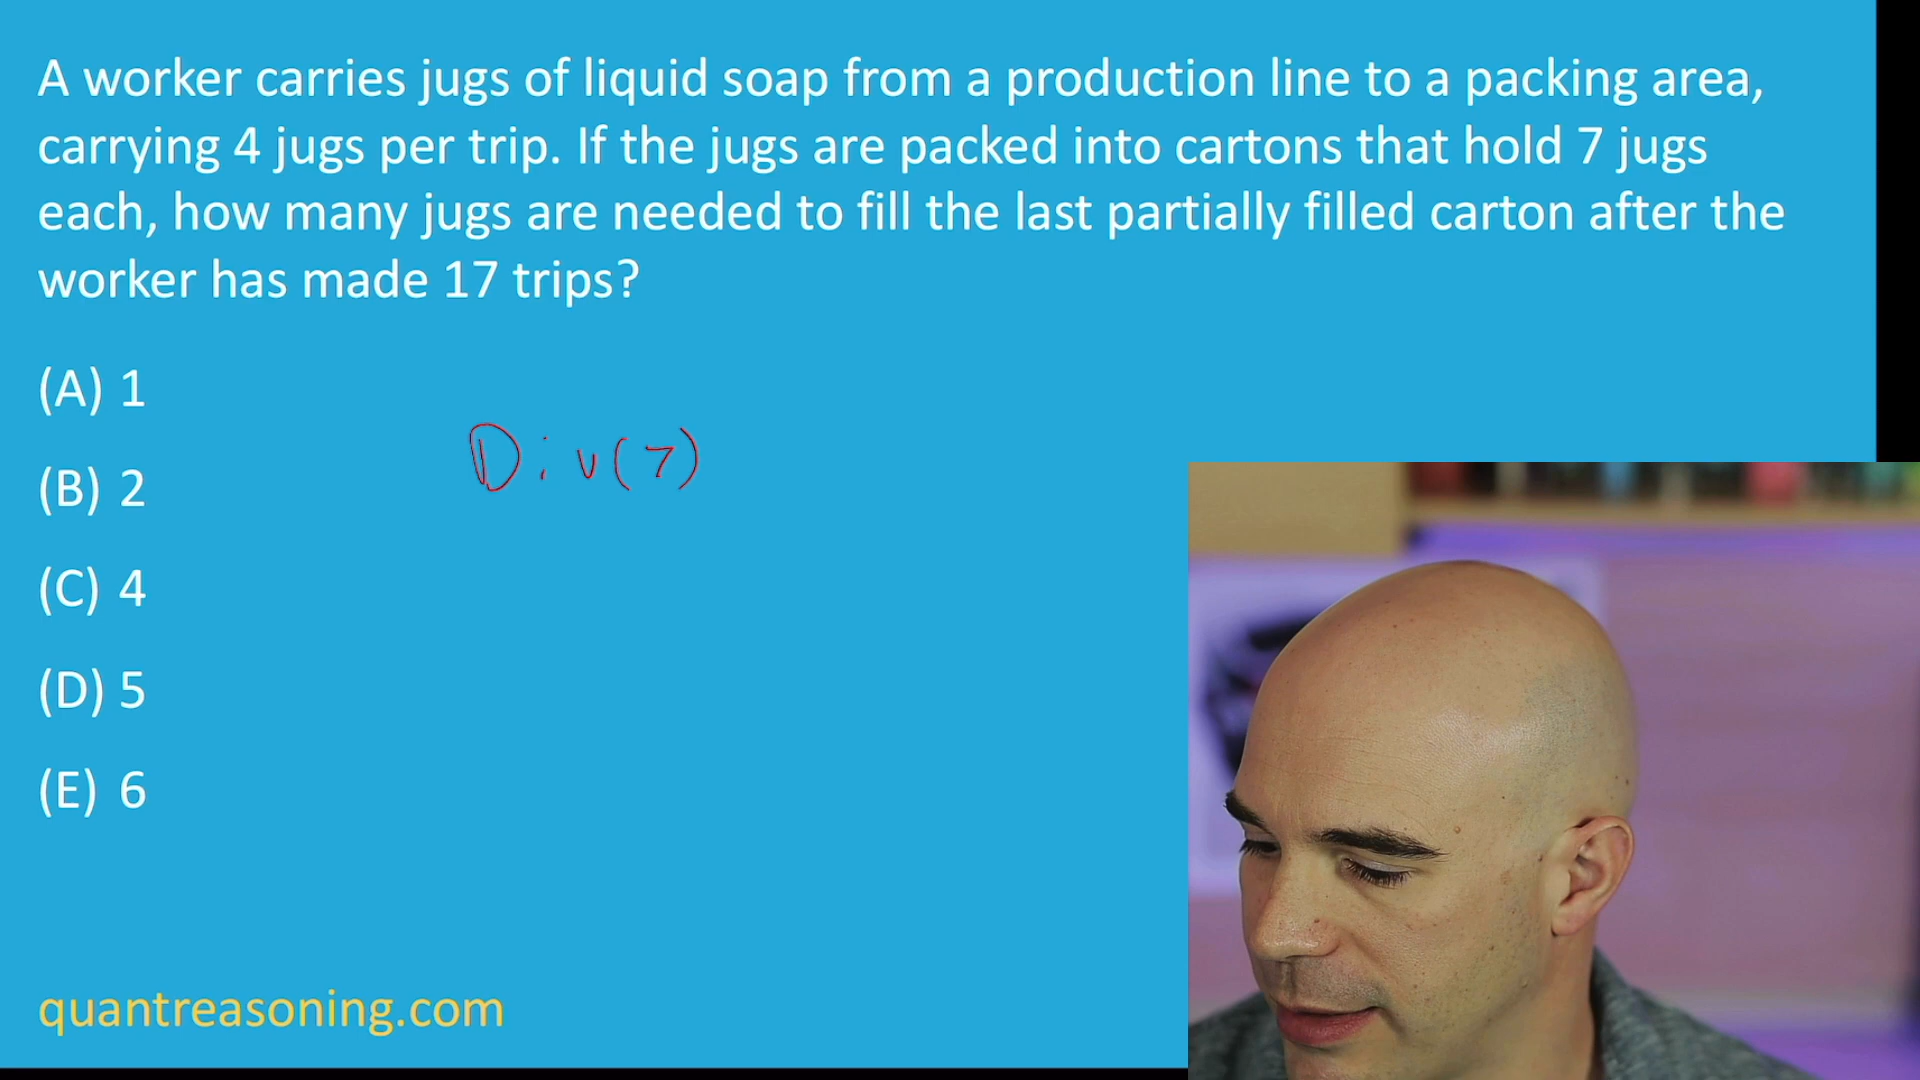 A worker carries jugs of liquid soap from a production line to a packing area,
carrying 4 jugs per trip. If the jugs are packed into cartons that hold 7 jugs
each, how many jugs are needed to fill the last partially filled carton after the
worker has made 17 trips?
(A) 1
(B) 2
(C) 4
(D) 5
(E) 6
Div(7)
quantreasoning.com